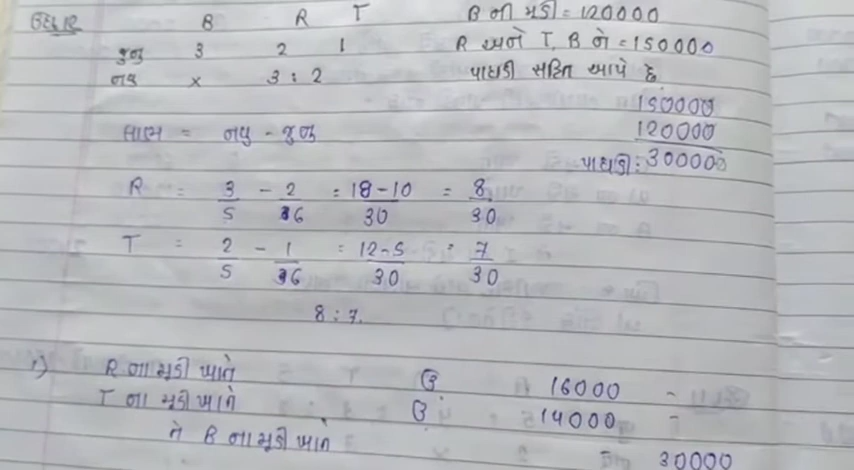 B R T B ની મૂડી = 120000
જુનુ 3 2 1 R અને T, B ને = 150000
નવુ × 3 : 2 પાઘડી સહિત આપે છે
150000
લાભ = નવુ - જુનુ 120000
પાઘડી : 300000
R = 3/5 - 2/6 = 18-10/30 = 8/30
T = 2/5 - 1/6 = 12-5/30 = 7/30
8 : 7.
1) R ના મૂડી ખાતે ઉ 16000 -
T ના મૂડી ખાતે ઉ 14000 -
તે B ના મૂડી ખાતે - 30000